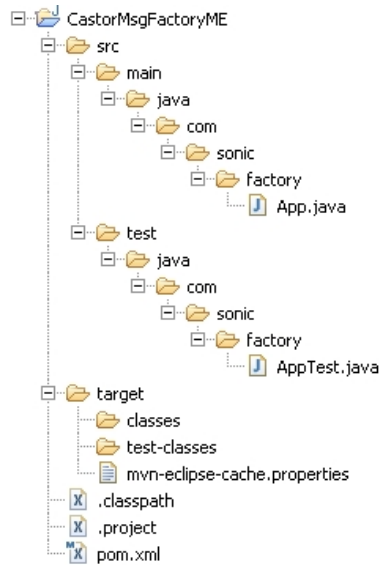 CastorMsgFactoryME
src
main
java
com
sonic
factory
App.java
test
java
com
sonic
factory
AppTest.java
target
classes
test-classes
mvn-eclipse-cache.properties
.classpath
.project
pom.xml